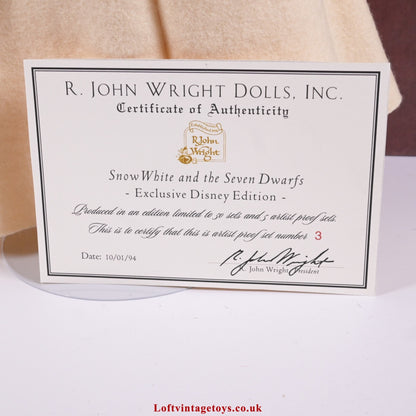 R. JOHN WRIGHT DOLLS, INC.
Certificate of Authenticity
R. John
Wright
Snow White and the Seven Dwarfs
- Exclusive Disney Edition -
Produced in an edition limited to 50 sets and 5 artist proof sets.
This is to certify that this is artist proof set number 3
Date: 10/01/94
R. John Wright
R. John Wright President
Loftvintagetoys.co.uk